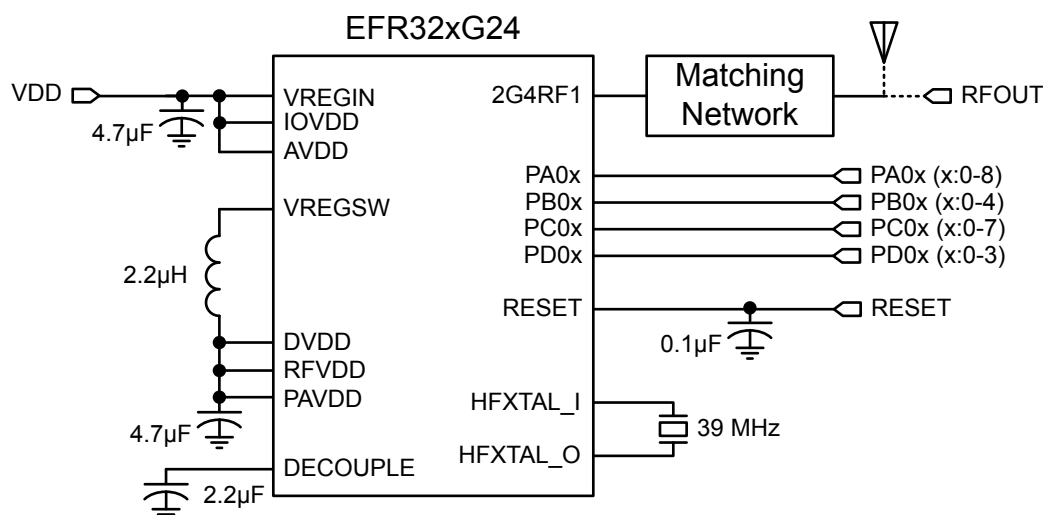 EFR32xG24
VDD
4.7µF
VREGIN
IOVDD
AVDD
VREGSW
2.2µH
DVDD
RFVDD
PAVDD
4.7µF
DECOUPLE
2.2µF
2G4RF1
Matching
Network
RFOUT
PA0x
PA0x (x:0-8)
PB0x
PB0x (x:0-4)
PC0x
PC0x (x:0-7)
PD0x
PD0x (x:0-3)
RESET
RESET
0.1µF
HFXTAL_I
39 MHz
HFXTAL_O